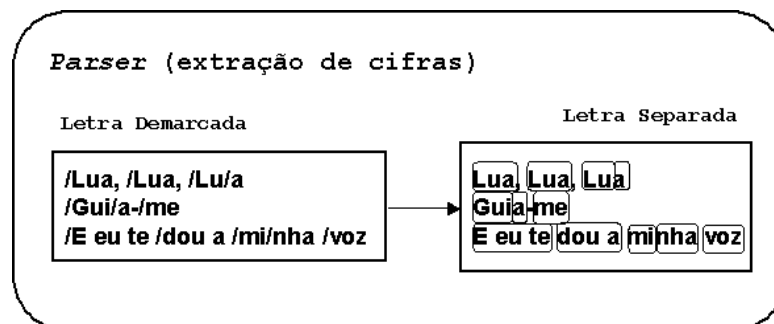 Parser (extração de cifras)
Letra Demarcada
/Lua, /Lua, /Lu/a
/Gui/a-/me
/E eu te /dou a /mi/nha /voz
Letra Separada
Lua, Lua, Lua
Guia-me
E eu te dou a minha voz